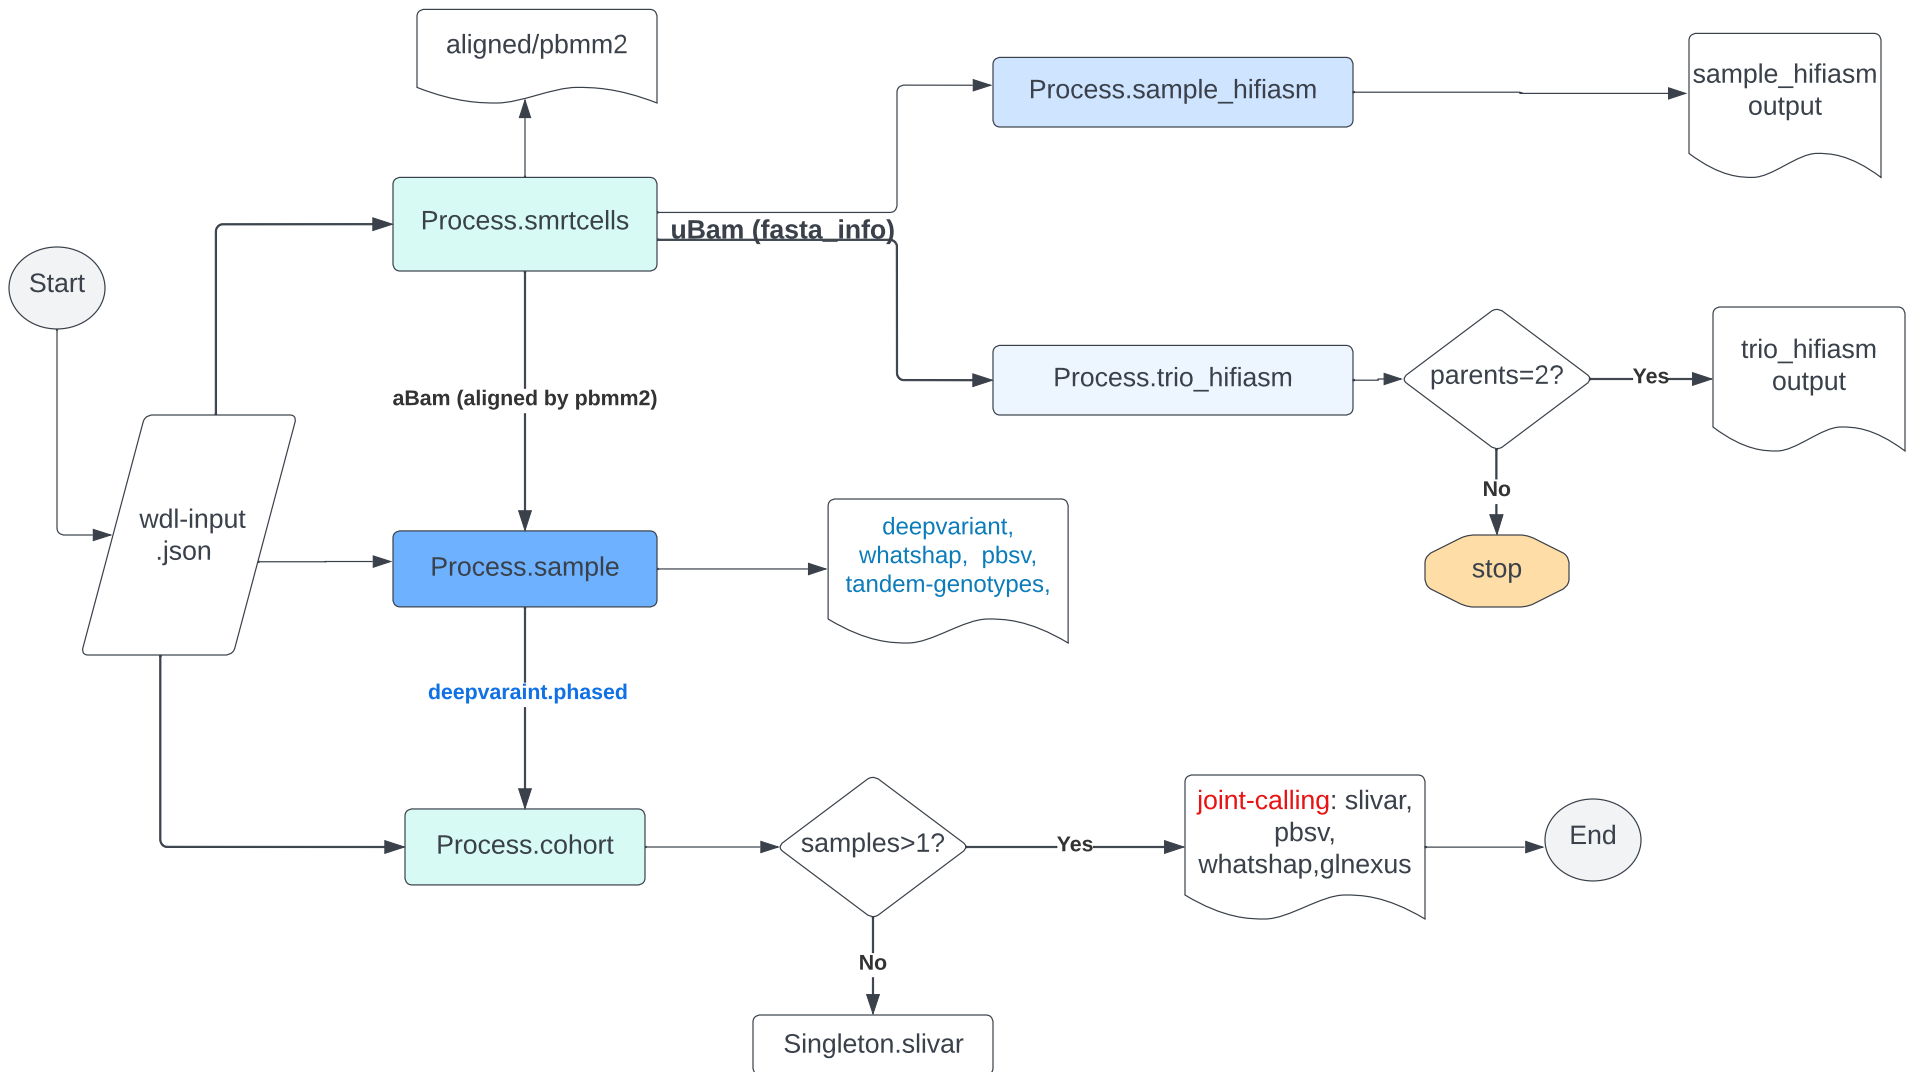 aligned/pbmm2
Process.sample_hifiasm
sample_hifiasm
output
Process.smrtcells
uBam (fasta_info)
Start
Process.trio_hifiasm
parents=2?
Yes
trio_hifiasm
output
aBam (aligned by pbmm2)
No
wdl-input
.json
Process.sample
deepvariant,
whatshap,  pbsv,
tandem-genotypes,
stop
deepvaraint.phased
Process.cohort
samples>1?
Yes
joint-calling: slivar,
pbsv,
whatshap,glnexus
End
No
Singleton.slivar